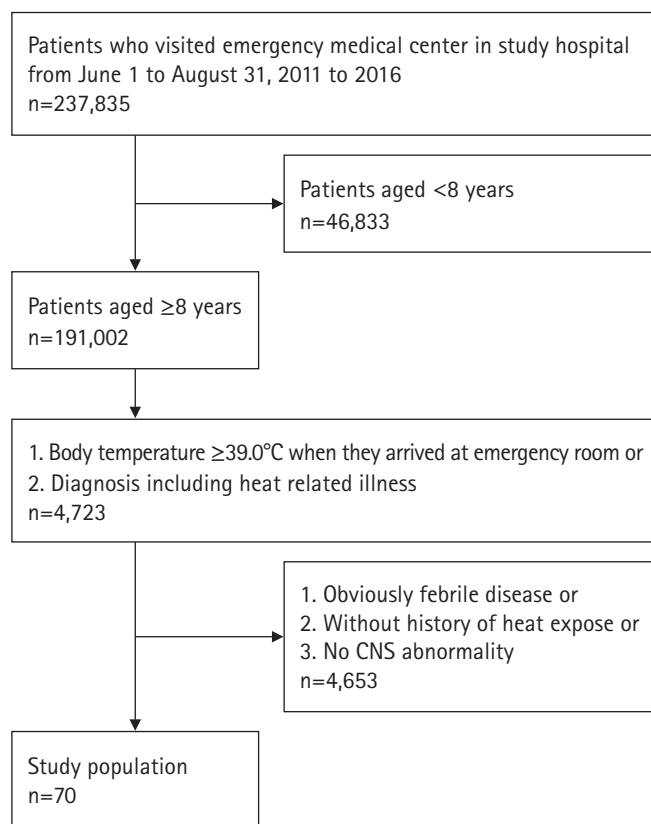 Patients who visited emergency medical center in study hospital
from June 1 to August 31, 2011 to 2016
n=237,835
Patients aged <8 years
n=46,833
Patients aged ≥8 years
n=191,002
1. Body temperature ≥39.0°C when they arrived at emergency room or
2. Diagnosis including heat related illness
n=4,723
1. Obviously febrile disease or
2. Without history of heat expose or
3. No CNS abnormality
n=4,653
Study population
n=70